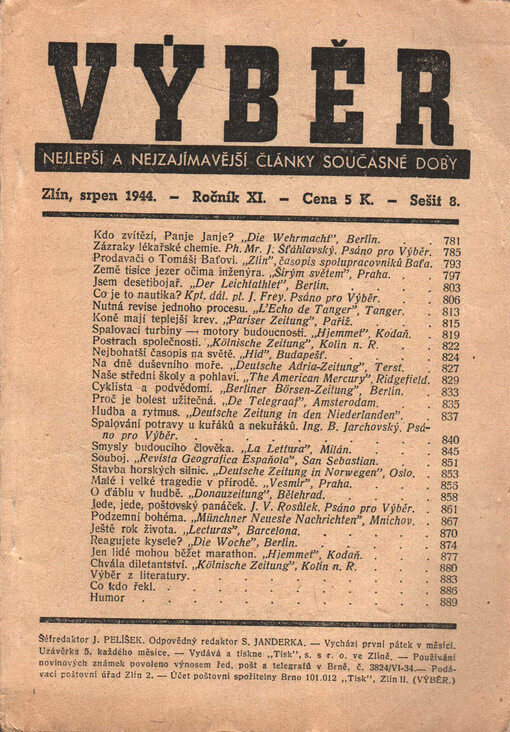 VÝBĚR
NEJLEPŠÍ A NEJZAJÍMAVĚJŠÍ ČLÁNKY SOUČASNÉ DOBY
Zlín, srpen 1944. – Ročník XI. – Cena 5 K. – Sešit 8.
Kdo zvítězí, Panje Janje? „Die Wehrmacht", Berlin. . . 781
Zázraky lékařské chemie. Ph. Mr. J. Šťáhlavský. Psáno pro Výběr. 785
Prodavači o Tomáši Baťovi. „Zlín", časopis spolupracovníků Baťa. 793
Země tisíce jezer očima inženýra. „Širým světem", Praha. . 797
Jsem desetibojař. „Der Leichtathlet", Berlín. . . . . 803
Co je to nautika? Kpt. dál. pl. J. Frey. Psáno pro Výběr. . 806
Nutná revise jednoho procesu. „L'Echo de Tanger", Tanger. . 813
Koně mají teplejší krev. „Pariser Zeitung", Paříž. . . . 815
Spalovací turbiny — motory budoucnosti. „Hjemmet", Kodaň. 819
Postrach společnosti. „Kölnische Zeitung", Kolín n. R. . . 822
Nejbohatší časopis na světě. „Hid", Budapešť. . . . . 824
Na dně duševního moře. „Deutsche Adria-Zeitung", Terst. . 827
Naše střední školy a pohlaví. „The American Mercury". Ridgefield. 829
Cyklista a podvědomí. „Berliner Börsen-Zeitung", Berlin. . 833
Proč je bolest užitečná. „De Telegraaf", Amsterodam. . . 835
Hudba a rytmus. „Deutsche Zeitung in den Niederlanden". . 837
Spalování potravy u kuřáků a nekuřáků. Ing. B. Jarchovský. Psá-
no pro Výběr. . . . . . . . . 840
Smysly budoucího člověka. „La Lettura", Milán. . . . 845
Souboj. „Revista Geografica Española", San Sebastian. . . 851
Stavba horských silnic. „Deutsche Zeitung in Norwegen", Oslo. . 853
Malé i velké tragedie v přírodě. „Vesmír", Praha. . . . 856
O ďáblu v hudbě. „Donauzeitung", Bělehrad. . . . . 858
Jede, jede, poštovský panáček. J. V. Rosůlek. Psáno pro Výběr. . 861
Podzemní bohéma. „Münchner Neueste Nachrichten", Mnichov. . 867
Ještě rok života. „Lecturas", Barcelona. . . . . . 870
Reagujete kysele? „Die Woche", Berlín. . . . . . 874
Jen lidé mohou běžet marathon. „Hjemmet", Kodaň. . . 877
Chvála diletantství. „Kölnische Zeitung", Kolín n. R. . . 880
Výběr z literatury. . . . . . . . . 883
Co kdo řekl. . . . . . . . . . 886
Humor . . . . . . . . . . 889
Šéfredaktor J. PELÍŠEK. Odpovědný redaktor S. JANDERKA. — Vychází první pátek v měsíci.
Uzávěrka 5. každého měsíce. — Vydává a tiskne „Tisk", s. s r. o. ve Zlíně. — Používání
novinových známek povoleno výnosem řed. pošt a telegrafů v Brně, č. 3824/VI-34.— Podá-
vací poštovní úřad Zlín 2. — Účet poštovní spořitelny Brno 101.012 „Tisk", Zlín II. (VÝBĚR.)